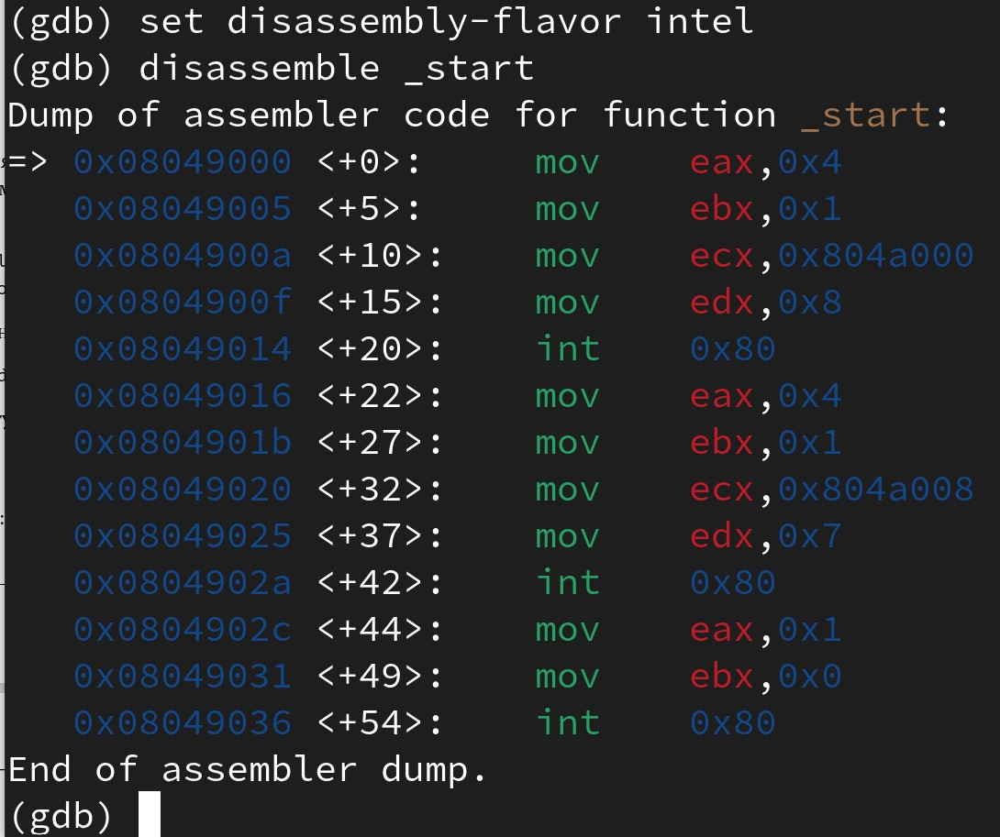 (gdb) set disassembly-flavor intel
(gdb) disassemble _start
Dump of assembler code for function _start:
=> 0x08049000 <+0>:     mov    eax,0x4
   0x08049005 <+5>:     mov    ebx,0x1
   0x0804900a <+10>:    mov    ecx,0x804a000
   0x0804900f <+15>:    mov    edx,0x8
   0x08049014 <+20>:    int    0x80
   0x08049016 <+22>:    mov    eax,0x4
   0x0804901b <+27>:    mov    ebx,0x1
   0x08049020 <+32>:    mov    ecx,0x804a008
   0x08049025 <+37>:    mov    edx,0x7
   0x0804902a <+42>:    int    0x80
   0x0804902c <+44>:    mov    eax,0x1
   0x08049031 <+49>:    mov    ebx,0x0
   0x08049036 <+54>:    int    0x80
End of assembler dump.
(gdb)